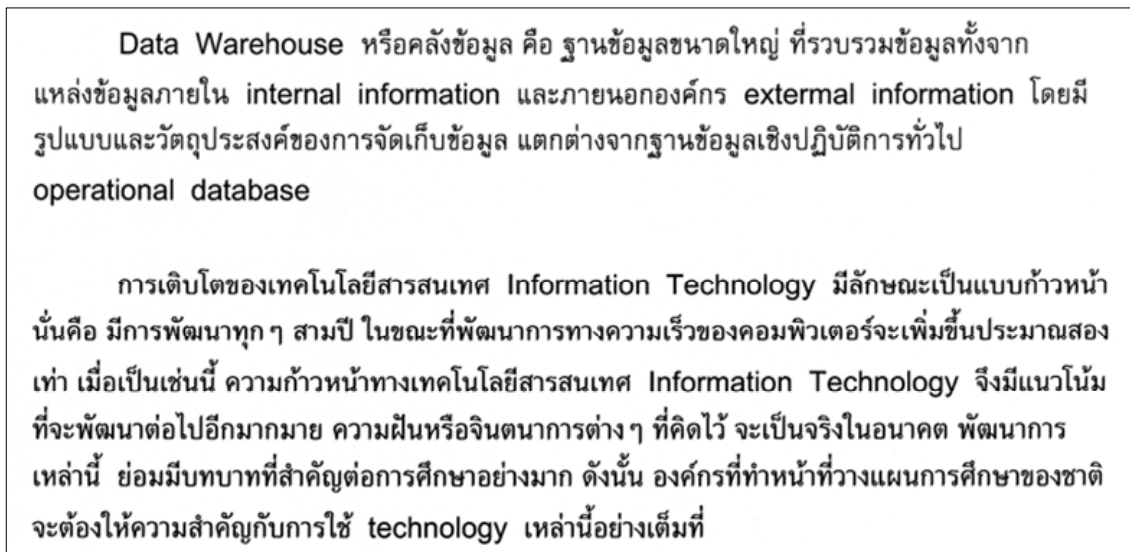 Data Warehouse หรือคลังข้อมูล คือ ฐานข้อมูลขนาดใหญ่ ที่รวบรวมข้อมูลทั้งจาก
แหล่งข้อมูลภายใน internal information และภายนอกองค์กร extermal information โดยมี
รูปแบบและวัตถุประสงค์ของการจัดเก็บข้อมูล แตกต่างจากฐานข้อมูลเชิงปฏิบัติการทั่วไป
operational database
การเติบโตของเทคโนโลยีสารสนเทศ Information Technology มีลักษณะเป็นแบบก้าวหน้า
นั่นคือ มีการพัฒนาทุก ๆ สามปี ในขณะที่พัฒนาการทางความเร็วของคอมพิวเตอร์จะเพิ่มขึ้นประมาณสอง
เท่า เมื่อเป็นเช่นนี้ ความก้าวหน้าทางเทคโนโลยีสารสนเทศ Information Technology จึงมีแนวโน้ม
ที่จะพัฒนาต่อไปอีกมากมาย ความฝันหรือจินตนาการต่าง ๆ ที่คิดไว้ จะเป็นจริงในอนาคต พัฒนาการ
เหล่านี้ ย่อมมีบทบาทที่สำคัญต่อการศึกษาอย่างมาก ดังนั้น องค์กรที่ทำหน้าที่วางแผนการศึกษาของชาติ
จะต้องให้ความสำคัญกับการใช้ technology เหล่านี้อย่างเต็มที่